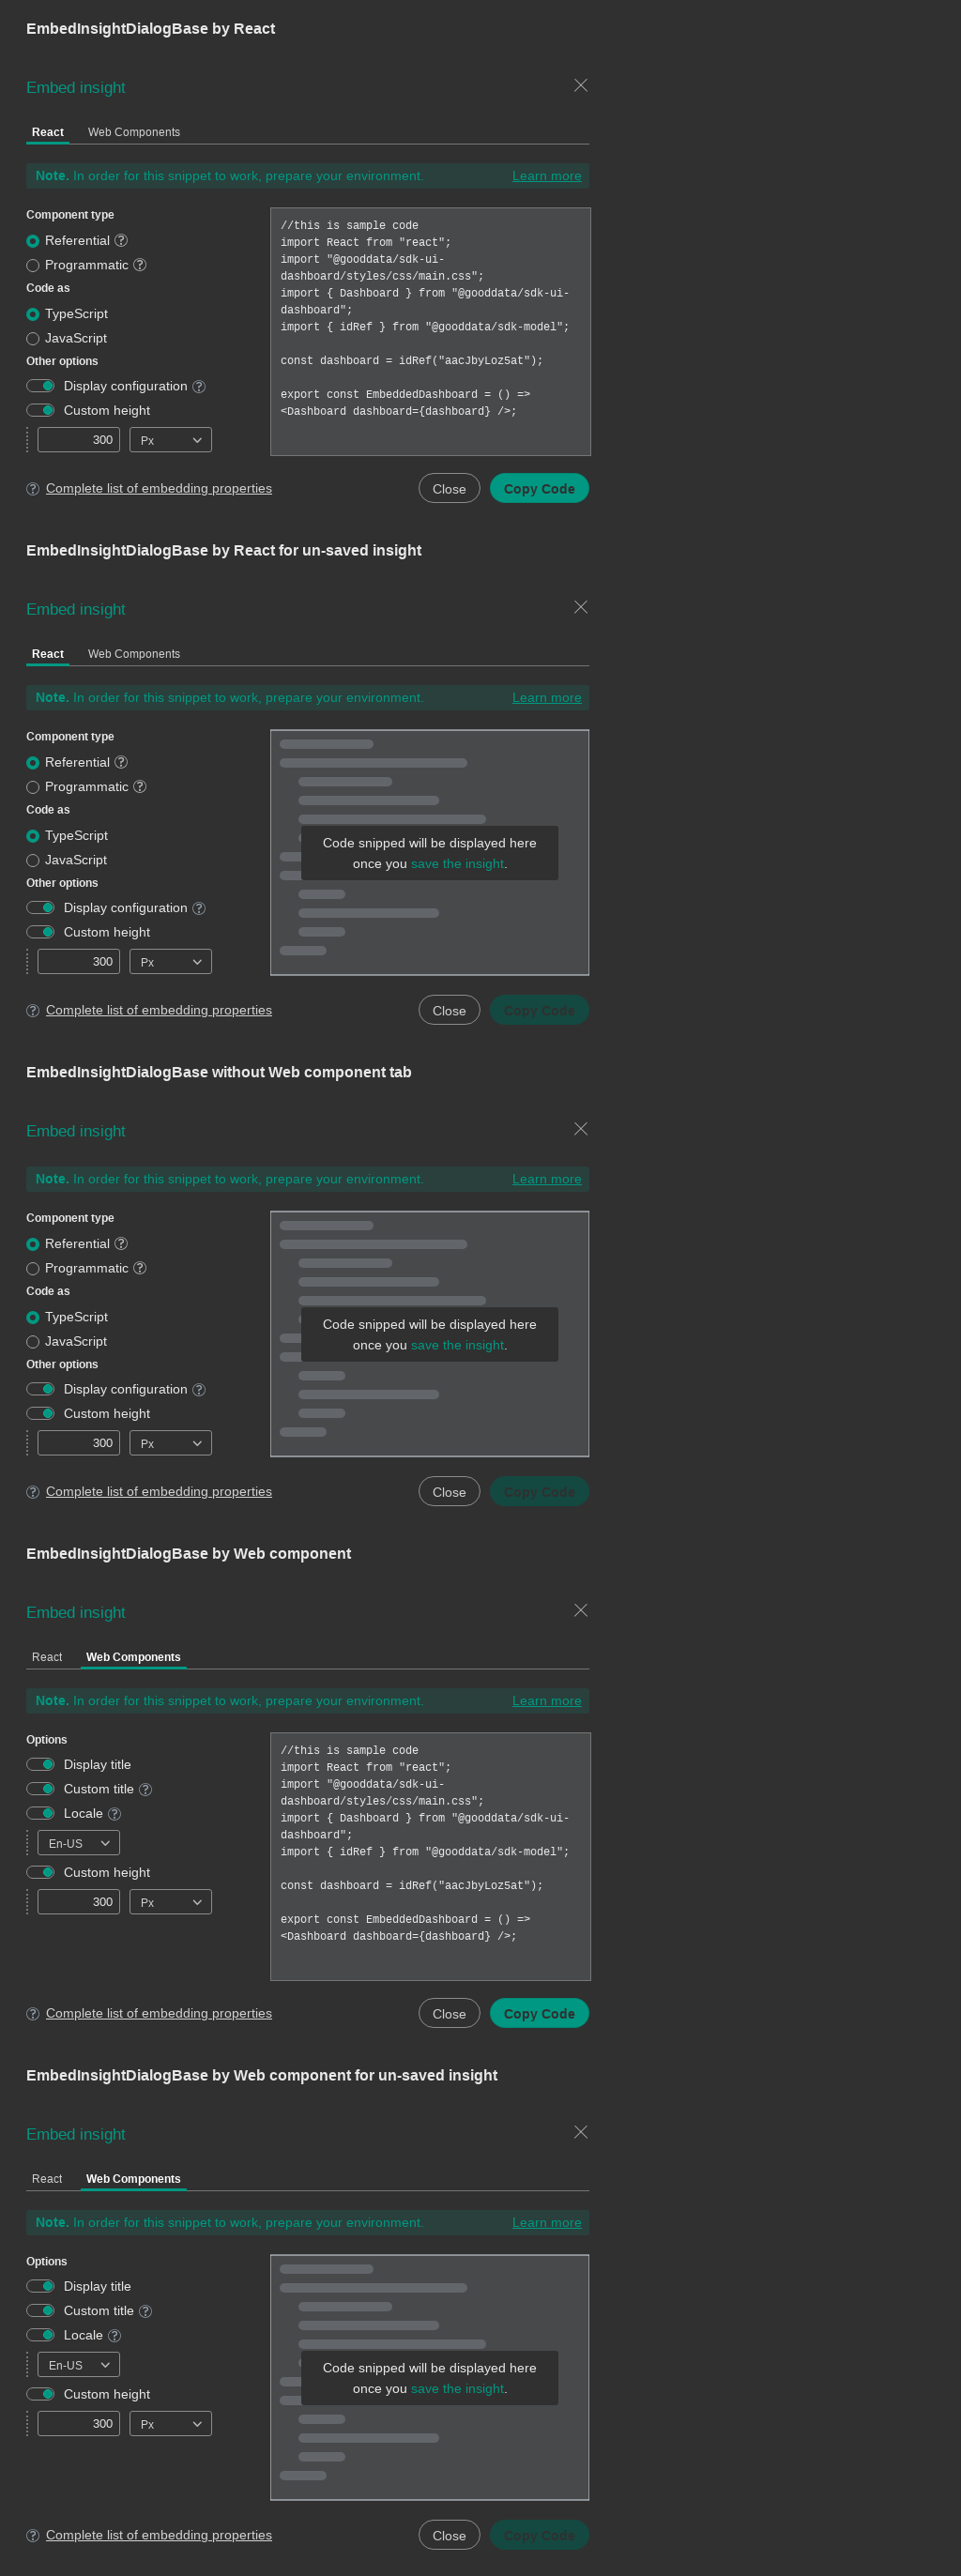 EmbedInsightDialogBase by React
Embed insight
React Web Components
Note. In order for this snippet to work, prepare your environment. Learn more
Component type
Referential
Programmatic
Code as
TypeScript
JavaScript
Other options
Display configuration
Custom height
300 Px
//this is sample code
import React from "react";
import "@gooddata/sdk-ui-
dashboard/styles/css/main.css";
import { Dashboard } from "@gooddata/sdk-ui-
dashboard";
import { idRef } from "@gooddata/sdk-model";
const dashboard = idRef("aacJbyLoz5at");
export const EmbeddedDashboard = () =>
<Dashboard dashboard={dashboard} />;
Complete list of embedding properties Close Copy Code
EmbedInsightDialogBase by React for un-saved insight
Embed insight
React Web Components
Note. In order for this snippet to work, prepare your environment. Learn more
Component type
Referential
Programmatic
Code as
TypeScript
JavaScript
Other options
Display configuration
Custom height
300 Px
Code snipped will be displayed here
once you save the insight.
Complete list of embedding properties Close Copy Code
EmbedInsightDialogBase without Web component tab
Embed insight
Note. In order for this snippet to work, prepare your environment. Learn more
Component type
Referential
Programmatic
Code as
TypeScript
JavaScript
Other options
Display configuration
Custom height
300 Px
Code snipped will be displayed here
once you save the insight.
Complete list of embedding properties Close Copy Code
EmbedInsightDialogBase by Web component
Embed insight
React Web Components
Note. In order for this snippet to work, prepare your environment. Learn more
Options
Display title
Custom title
Locale
En-US
Custom height
300 Px
//this is sample code
import React from "react";
import "@gooddata/sdk-ui-
dashboard/styles/css/main.css";
import { Dashboard } from "@gooddata/sdk-ui-
dashboard";
import { idRef } from "@gooddata/sdk-model";
const dashboard = idRef("aacJbyLoz5at");
export const EmbeddedDashboard = () =>
<Dashboard dashboard={dashboard} />;
Complete list of embedding properties Close Copy Code
EmbedInsightDialogBase by Web component for un-saved insight
Embed insight
React Web Components
Note. In order for this snippet to work, prepare your environment. Learn more
Options
Display title
Custom title
Locale
En-US
Custom height
300 Px
Code snipped will be displayed here
once you save the insight.
Complete list of embedding properties Close Copy Code